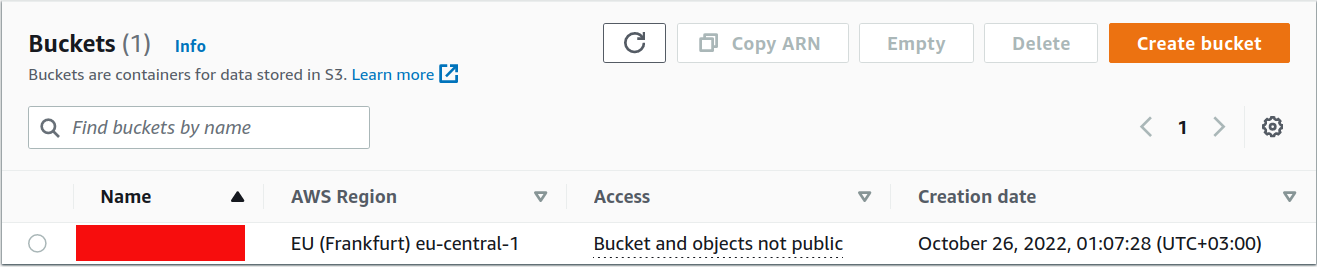 Buckets (1) Info
Copy ARN Empty Delete Create bucket
Buckets are containers for data stored in S3. Learn more
Find buckets by name
1
Name AWS Region Access Creation date
EU (Frankfurt) eu-central-1 Bucket and objects not public October 26, 2022, 01:07:28 (UTC+03:00)